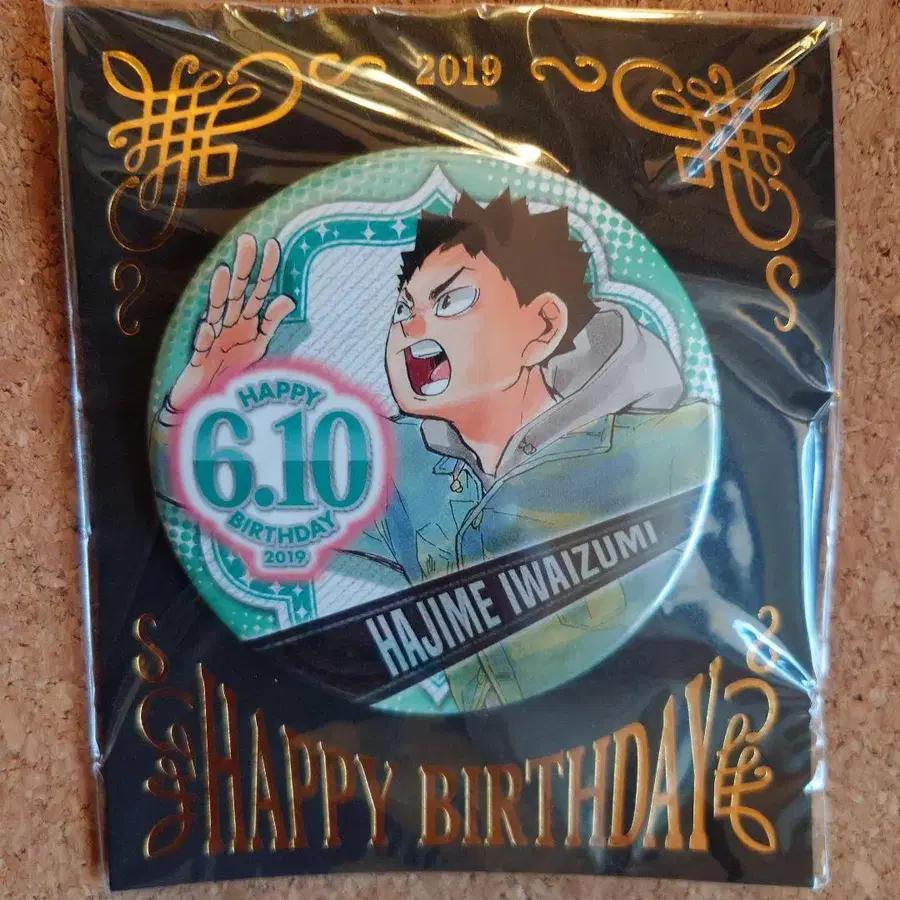 2019
HAPPY
6.10
BIRTHDAY
2019
HAJIME IWAIZUMI
HAPPY BIRTHDAY